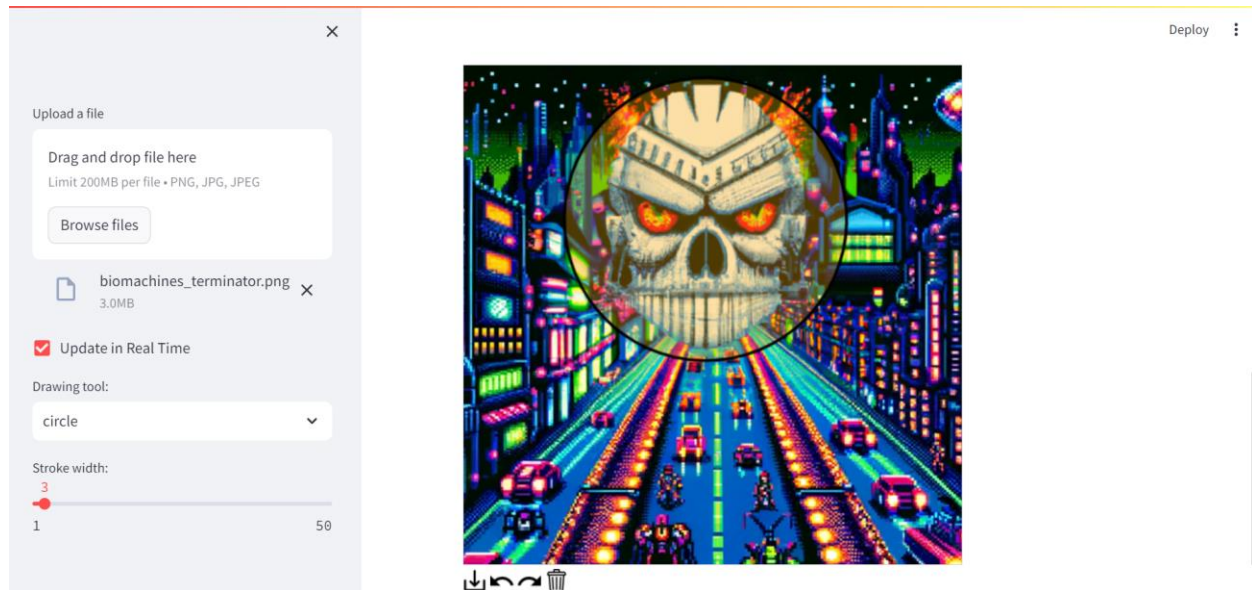 Deploy
Upload a file
Drag and drop file here
Limit 200MB per file • PNG, JPG, JPEG
Browse files
biomachines_terminator.png
3.0MB
Update in Real Time
Drawing tool:
circle
Stroke width:
3
1
50